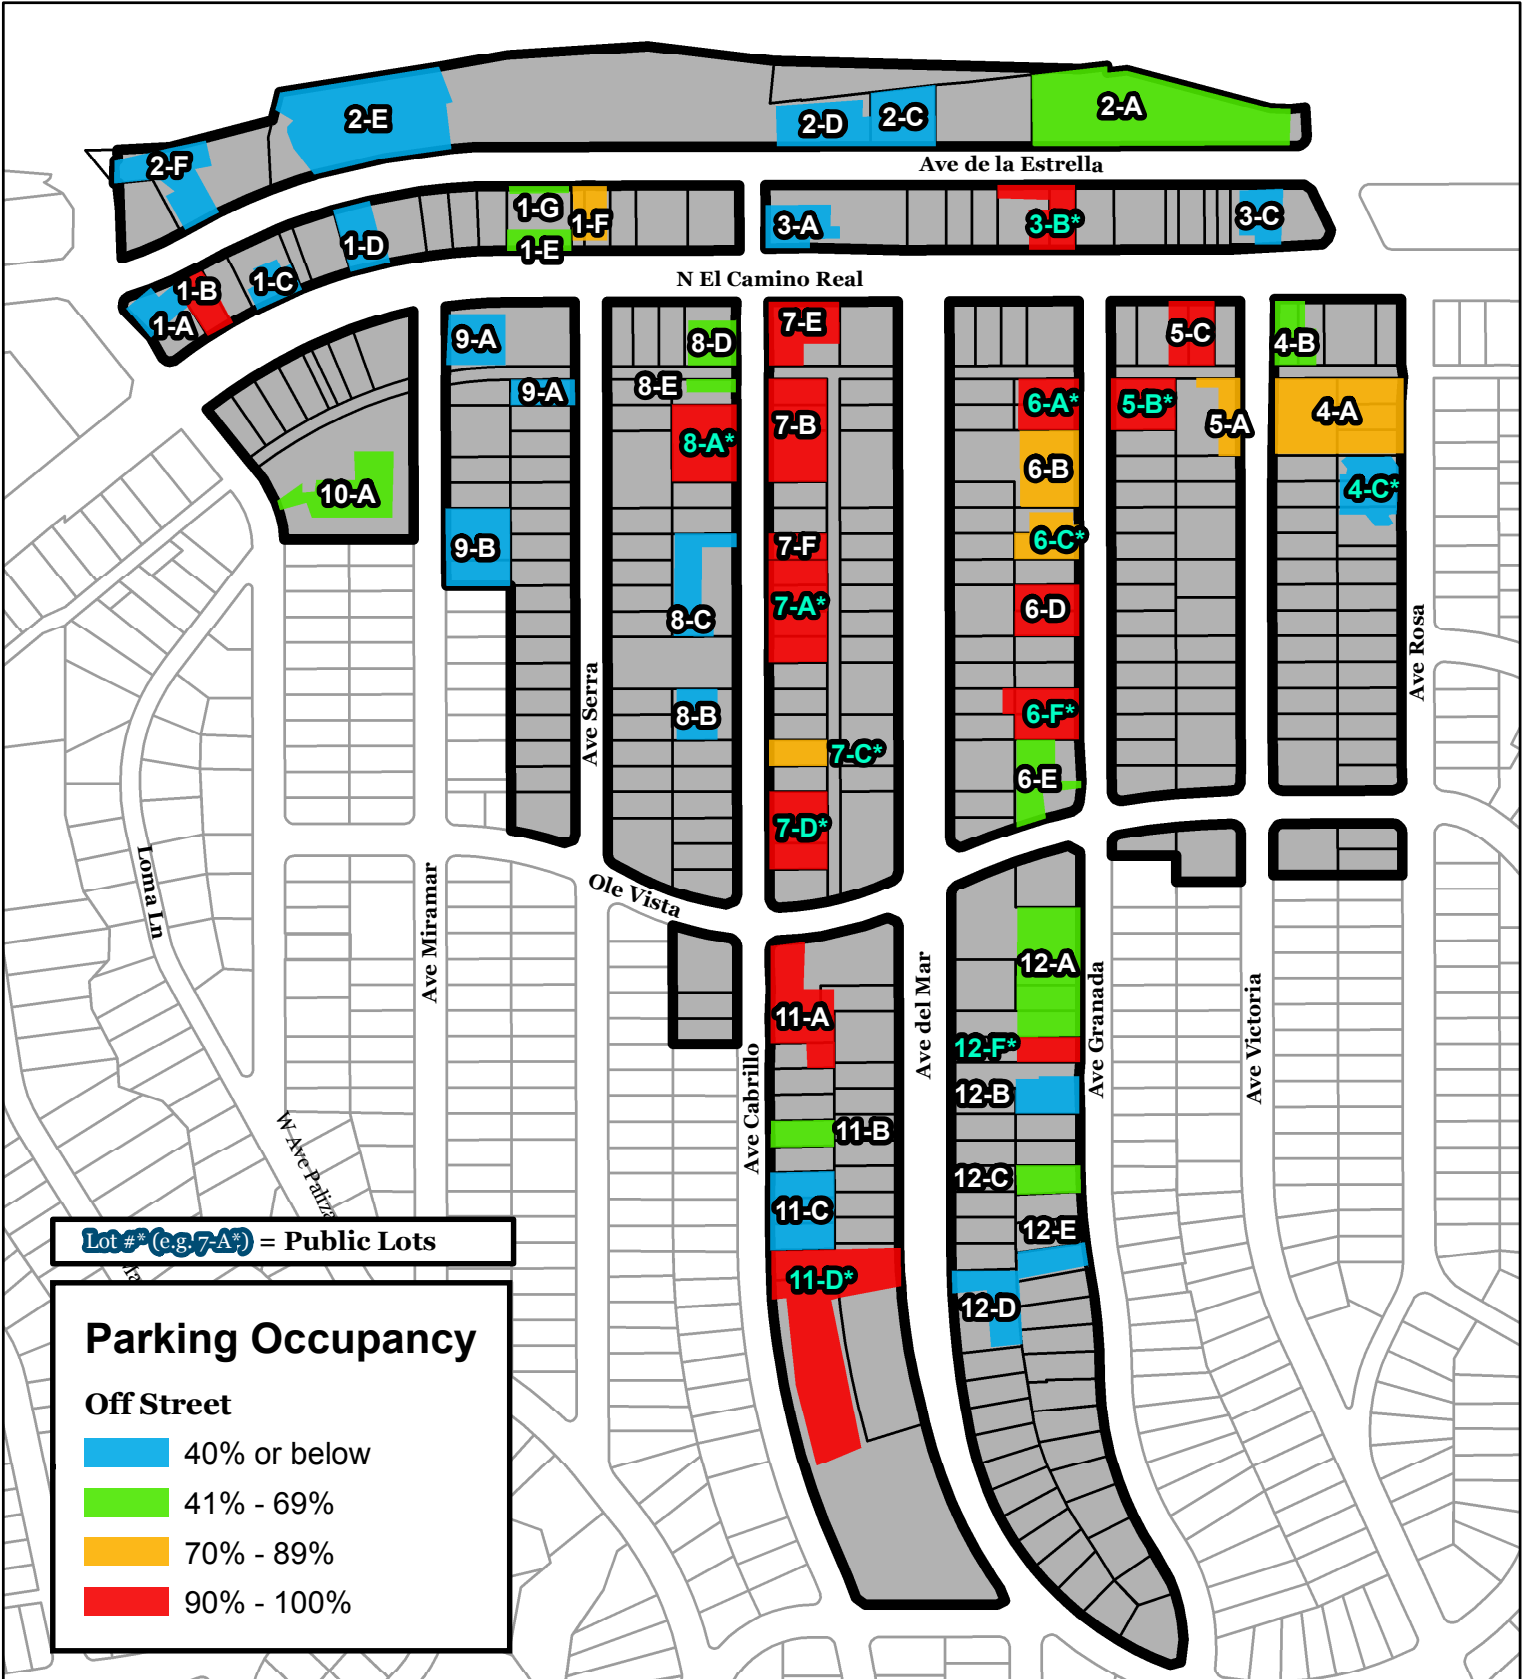 2-E
2-A
2-D
2-C
2-F
Ave de la Estrella
1-G
1-F
1-E
1-D
1-C
1-B
1-A
3-A
3-B*
3-C
N El Camino Real
9-A
9-A
9-B
8-D
8-E
8-A*
8-C
8-B
7-E
7-B
7-F
7-A*
7-C*
7-D*
6-A*
6-B
6-C*
6-D
6-F*
6-E
5-C
5-B*
5-A
4-B
4-A
4-C*
10-A
Ave Serra
Ave Rosa
Loma Ln
Ave Miramar
Ole Vista
11-A
11-B
11-C
11-D*
Ave Cabrillo
Ave del Mar
12-A
12-F*
12-B
12-C
12-E
12-D
Ave Granada
Ave Victoria
W Ave Paliza
Lot #* (e.g. 7-A*) = Public Lots
Parking Occupancy
Off Street
40% or below
41% - 69%
70% - 89%
90% - 100%